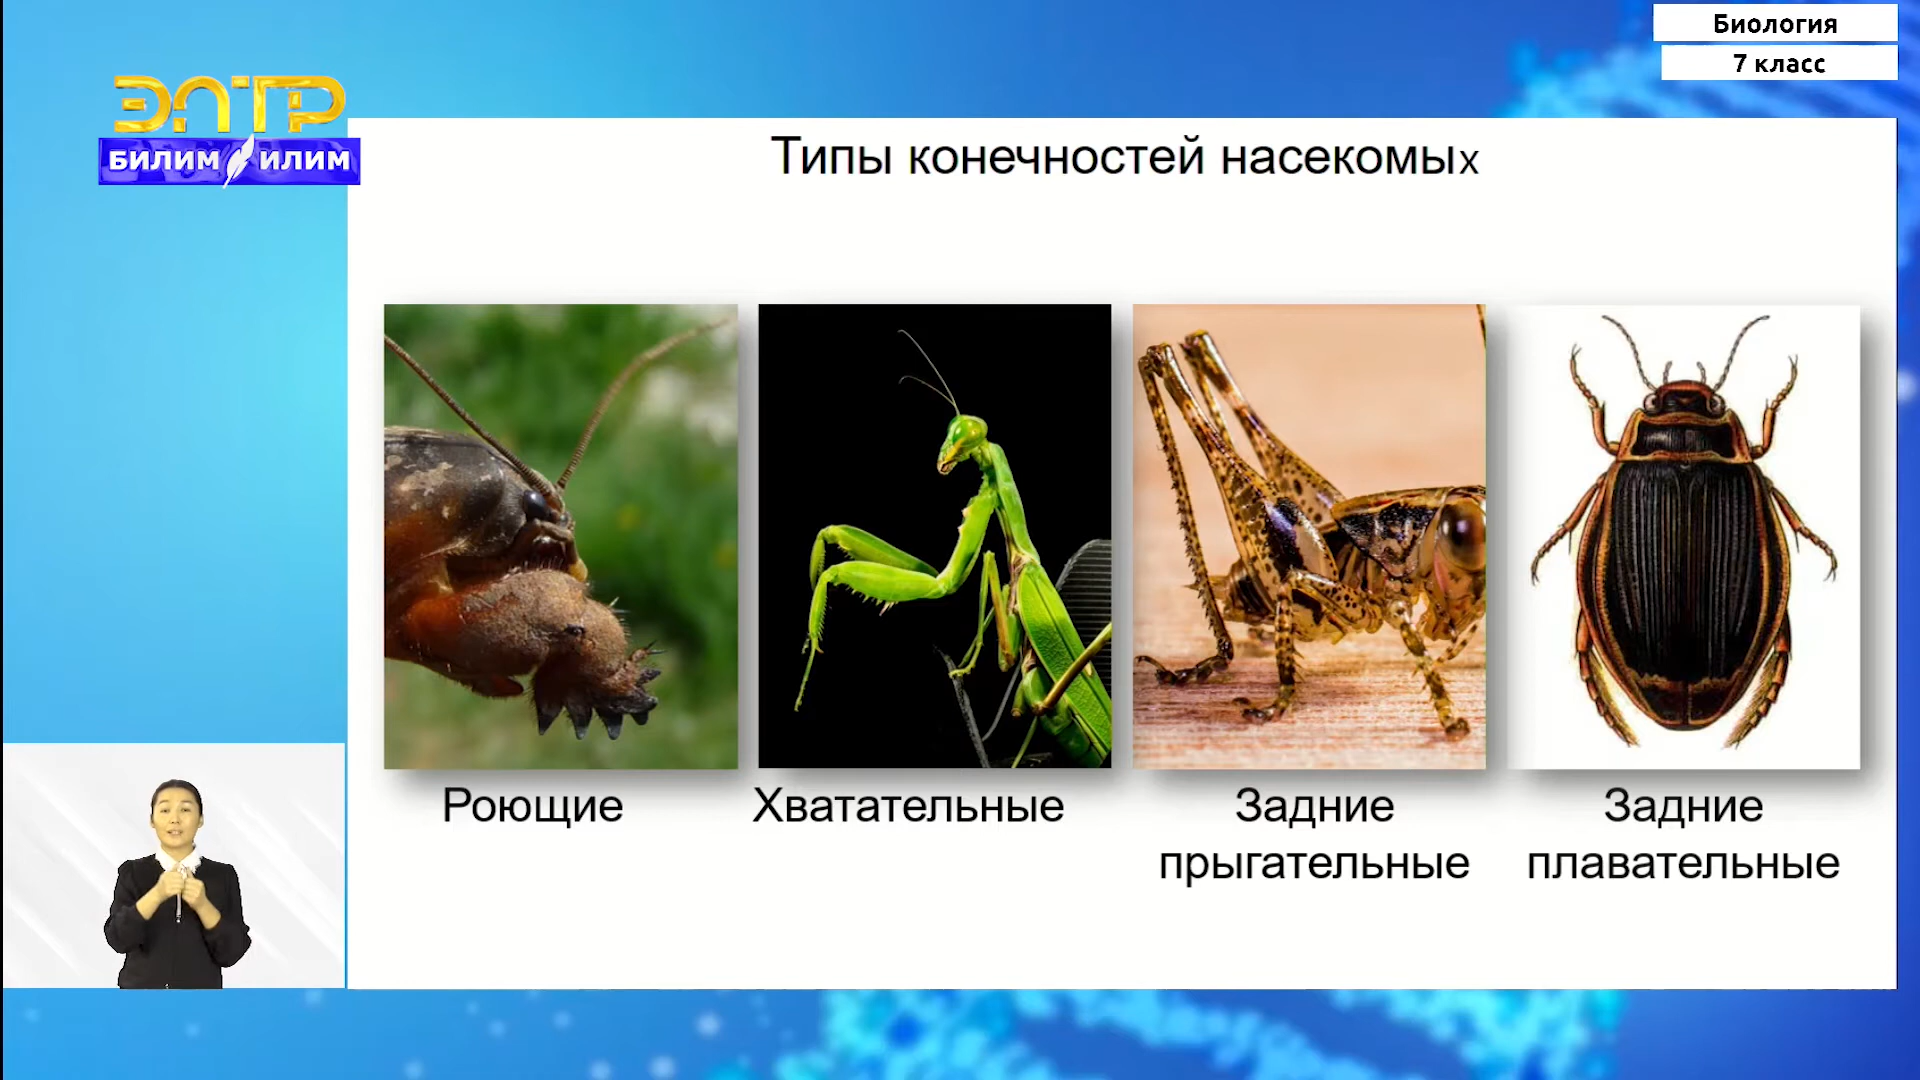 Биология
7 класс
ЭЛТР
БИЛИМ ИЛИМ
Типы конечностей насекомых
Роющие
Хватательные
Задние
прыгательные
Задние
плавательные